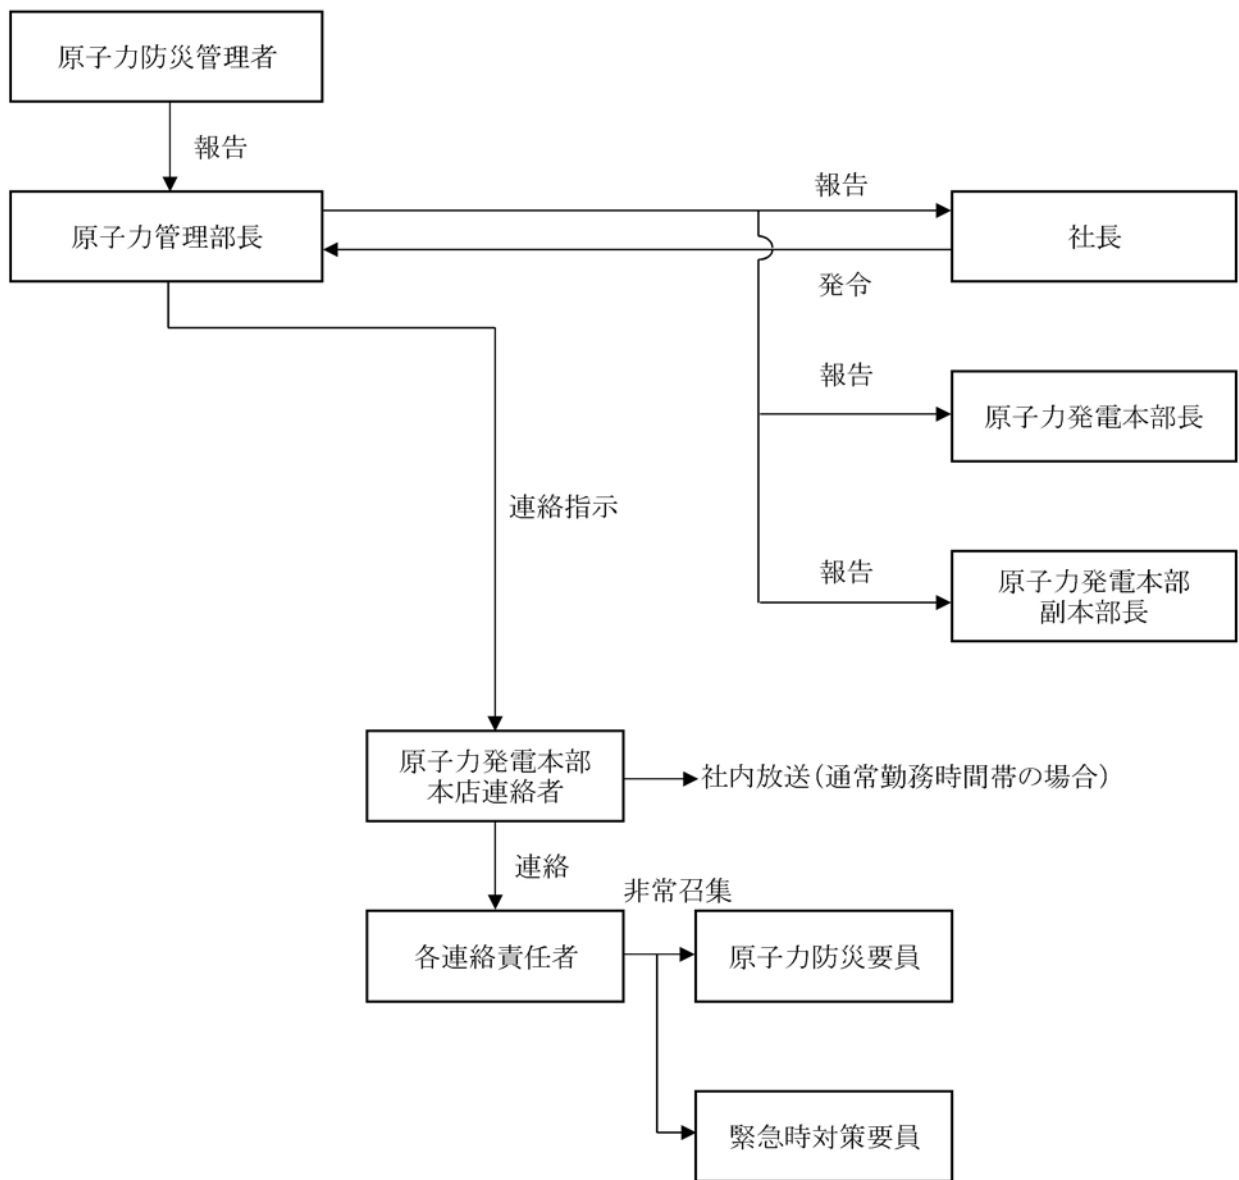 原子力防災管理者
報告
原子力管理部長
報告
社長
発令
報告
原子力発電本部長
連絡指示
報告
原子力発電本部
副本部長
原子力発電本部
本店連絡者
社内放送（通常勤務時間帯の場合）
連絡
非常召集
各連絡責任者
原子力防災要員
緊急時対策要員